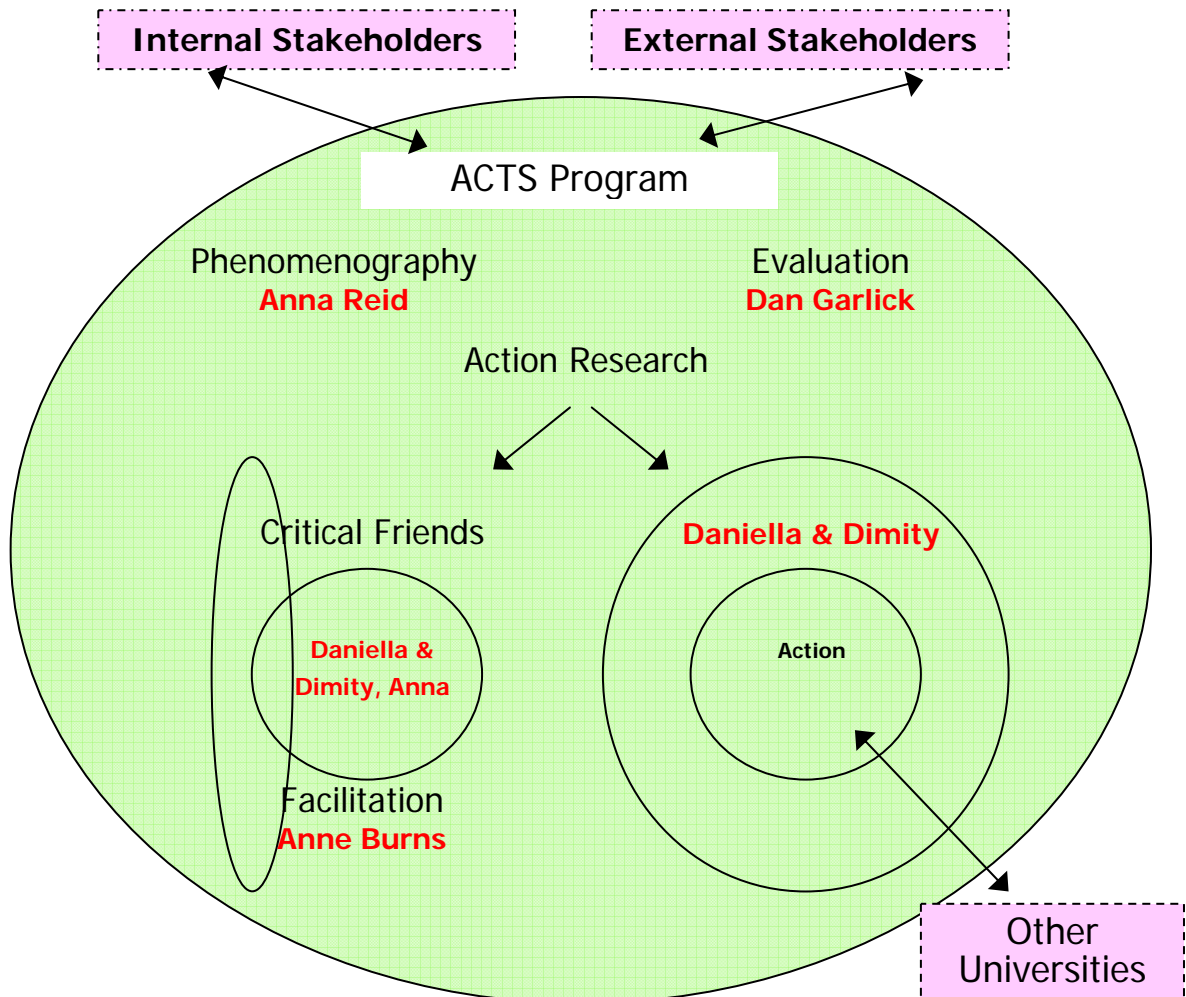 Internal Stakeholders
External Stakeholders
ACTS Program
Phenomenography
Anna Reid
Evaluation
Dan Garlick
Action Research
Critical Friends
Daniella &
Dimity, Anna
Facilitation
Anne Burns
Daniella & Dimity
Action
Other
Universities